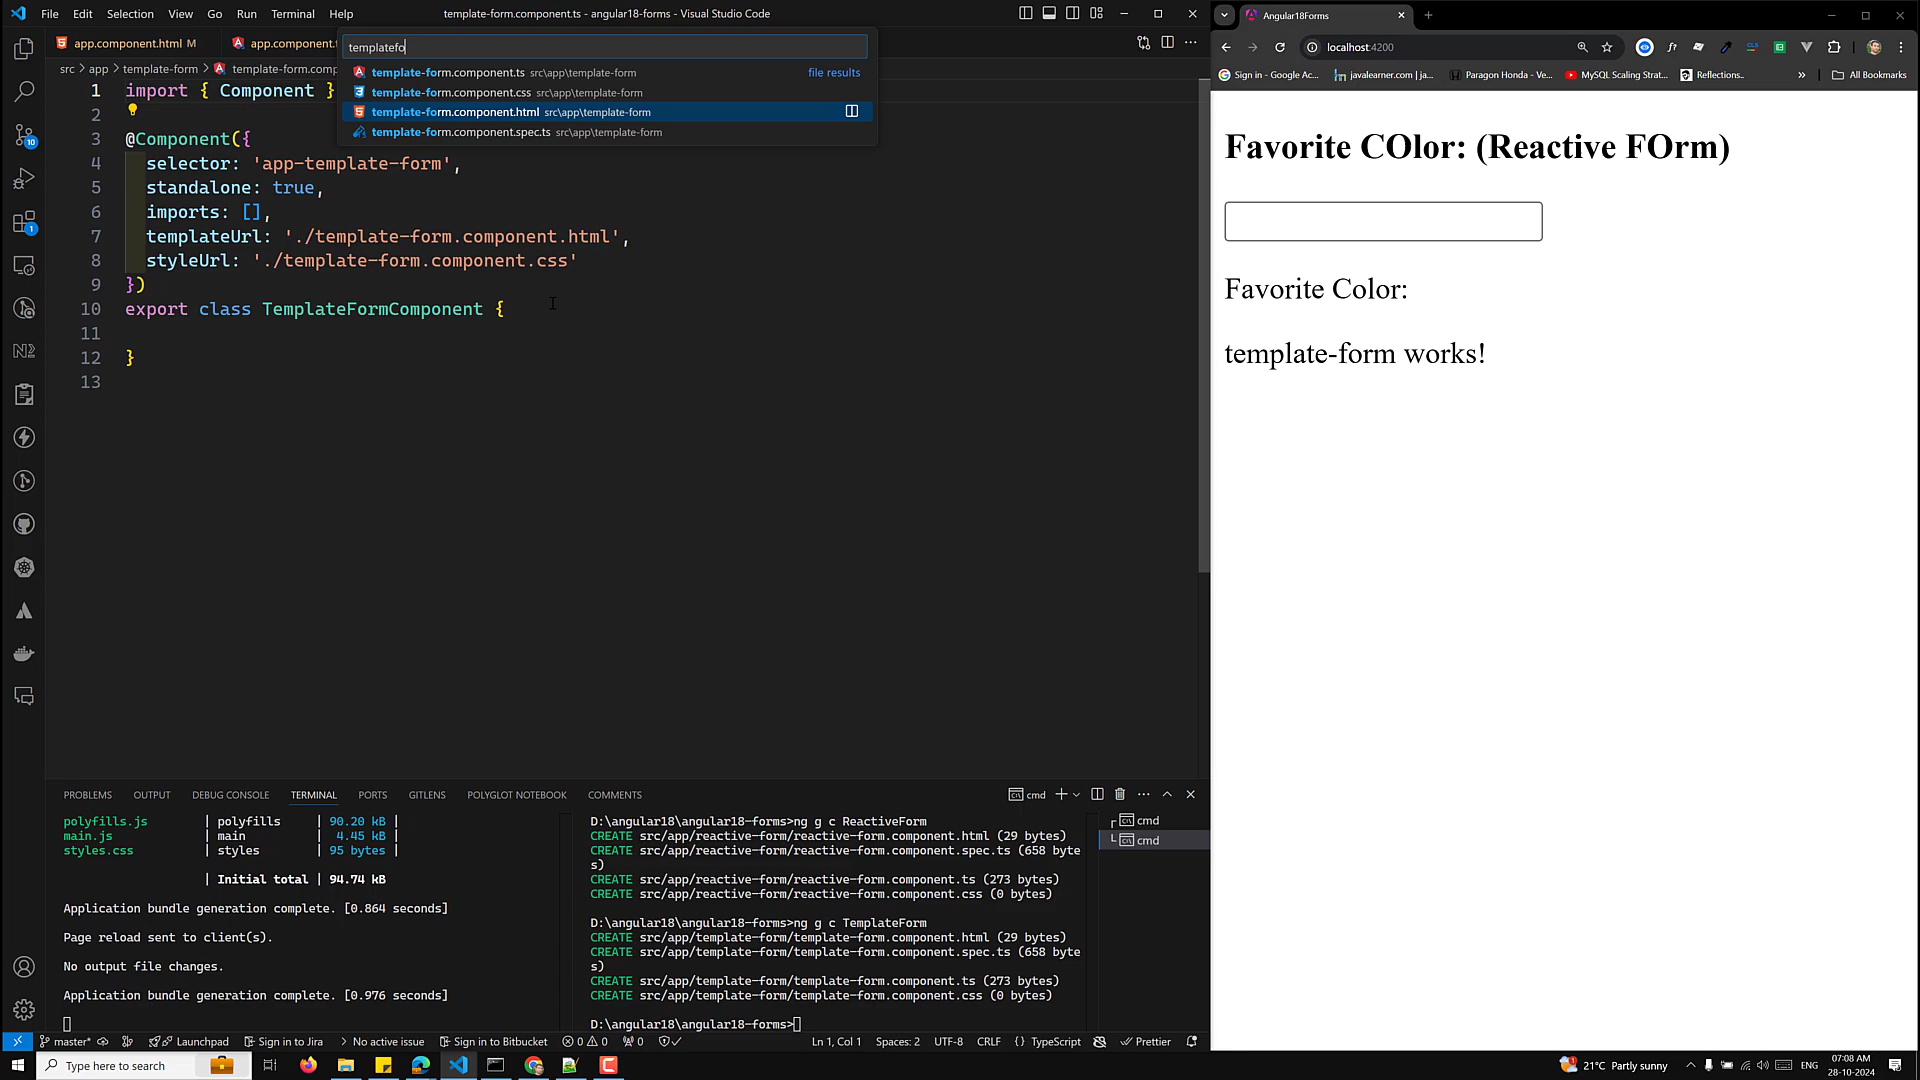 File Edit Selection View Go Run Terminal Help
template-form.component.ts - angular18-forms - Visual Studio Code
app.component.html M
app.component.t
templatefo
template-form.component.ts src\app\template-form file results
template-form.component.css src\app\template-form
template-form.component.html src\app\template-form
template-form.component.spec.ts src\app\template-form
src > app > template-form > template-form.comp
1 import { Component }
2
3 @Component({
4 selector: 'app-template-form',
5 standalone: true,
6 imports: [],
7 templateUrl: './template-form.component.html',
8 styleUrl: './template-form.component.css'
9 })
10 export class TemplateFormComponent {
11
12 }
13
10
1
PROBLEMS OUTPUT DEBUG CONSOLE TERMINAL PORTS GITLENS POLYGLOT NOTEBOOK COMMENTS
cmd
polyfills.js | polyfills | 90.20 kB |
main.js | main | 4.45 kB |
styles.css | styles | 95 bytes |
| Initial total | 94.74 kB
Application bundle generation complete. [0.864 seconds]
Page reload sent to client(s).
No output file changes.
Application bundle generation complete. [0.976 seconds]
D:\angular18\angular18-forms>ng g c ReactiveForm
CREATE src/app/reactive-form/reactive-form.component.html (29 bytes)
CREATE src/app/reactive-form/reactive-form.component.spec.ts (658 byte
s)
CREATE src/app/reactive-form/reactive-form.component.ts (273 bytes)
CREATE src/app/reactive-form/reactive-form.component.css (0 bytes)
D:\angular18\angular18-forms>ng g c TemplateForm
CREATE src/app/template-form/template-form.component.html (29 bytes)
CREATE src/app/template-form/template-form.component.spec.ts (658 byte
s)
CREATE src/app/template-form/template-form.component.ts (273 bytes)
CREATE src/app/template-form/template-form.component.css (0 bytes)
D:\angular18\angular18-forms>
cmd
cmd
master* Launchpad Sign in to Jira No active issue Sign in to Bitbucket 0 0 0 Ln 1, Col 1 Spaces: 2 UTF-8 CRLF {} TypeScript Prettier
Angular18Forms
localhost:4200
Sign in - Google Ac... javalearner.com | ja... Paragon Honda - Ve... MySQL Scaling Strat... Reflections.. » All Bookmarks
Favorite COlor: (Reactive FOrm)
Favorite Color:
template-form works!
Type here to search
21°C Partly sunny
ENG
07:08 AM
28-10-2024